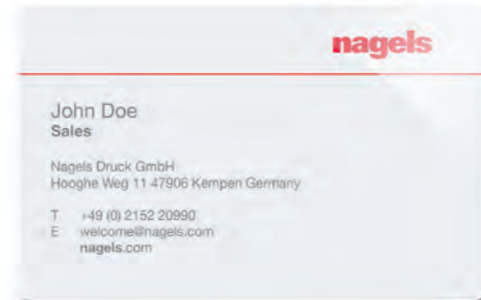 nagels
John Doe
Sales
Nagels Druck GmbH
Hooghe Weg 11 47906 Kempen Germany
T +49 (0) 2152 20990
E welcome@nagels.com
nagels.com